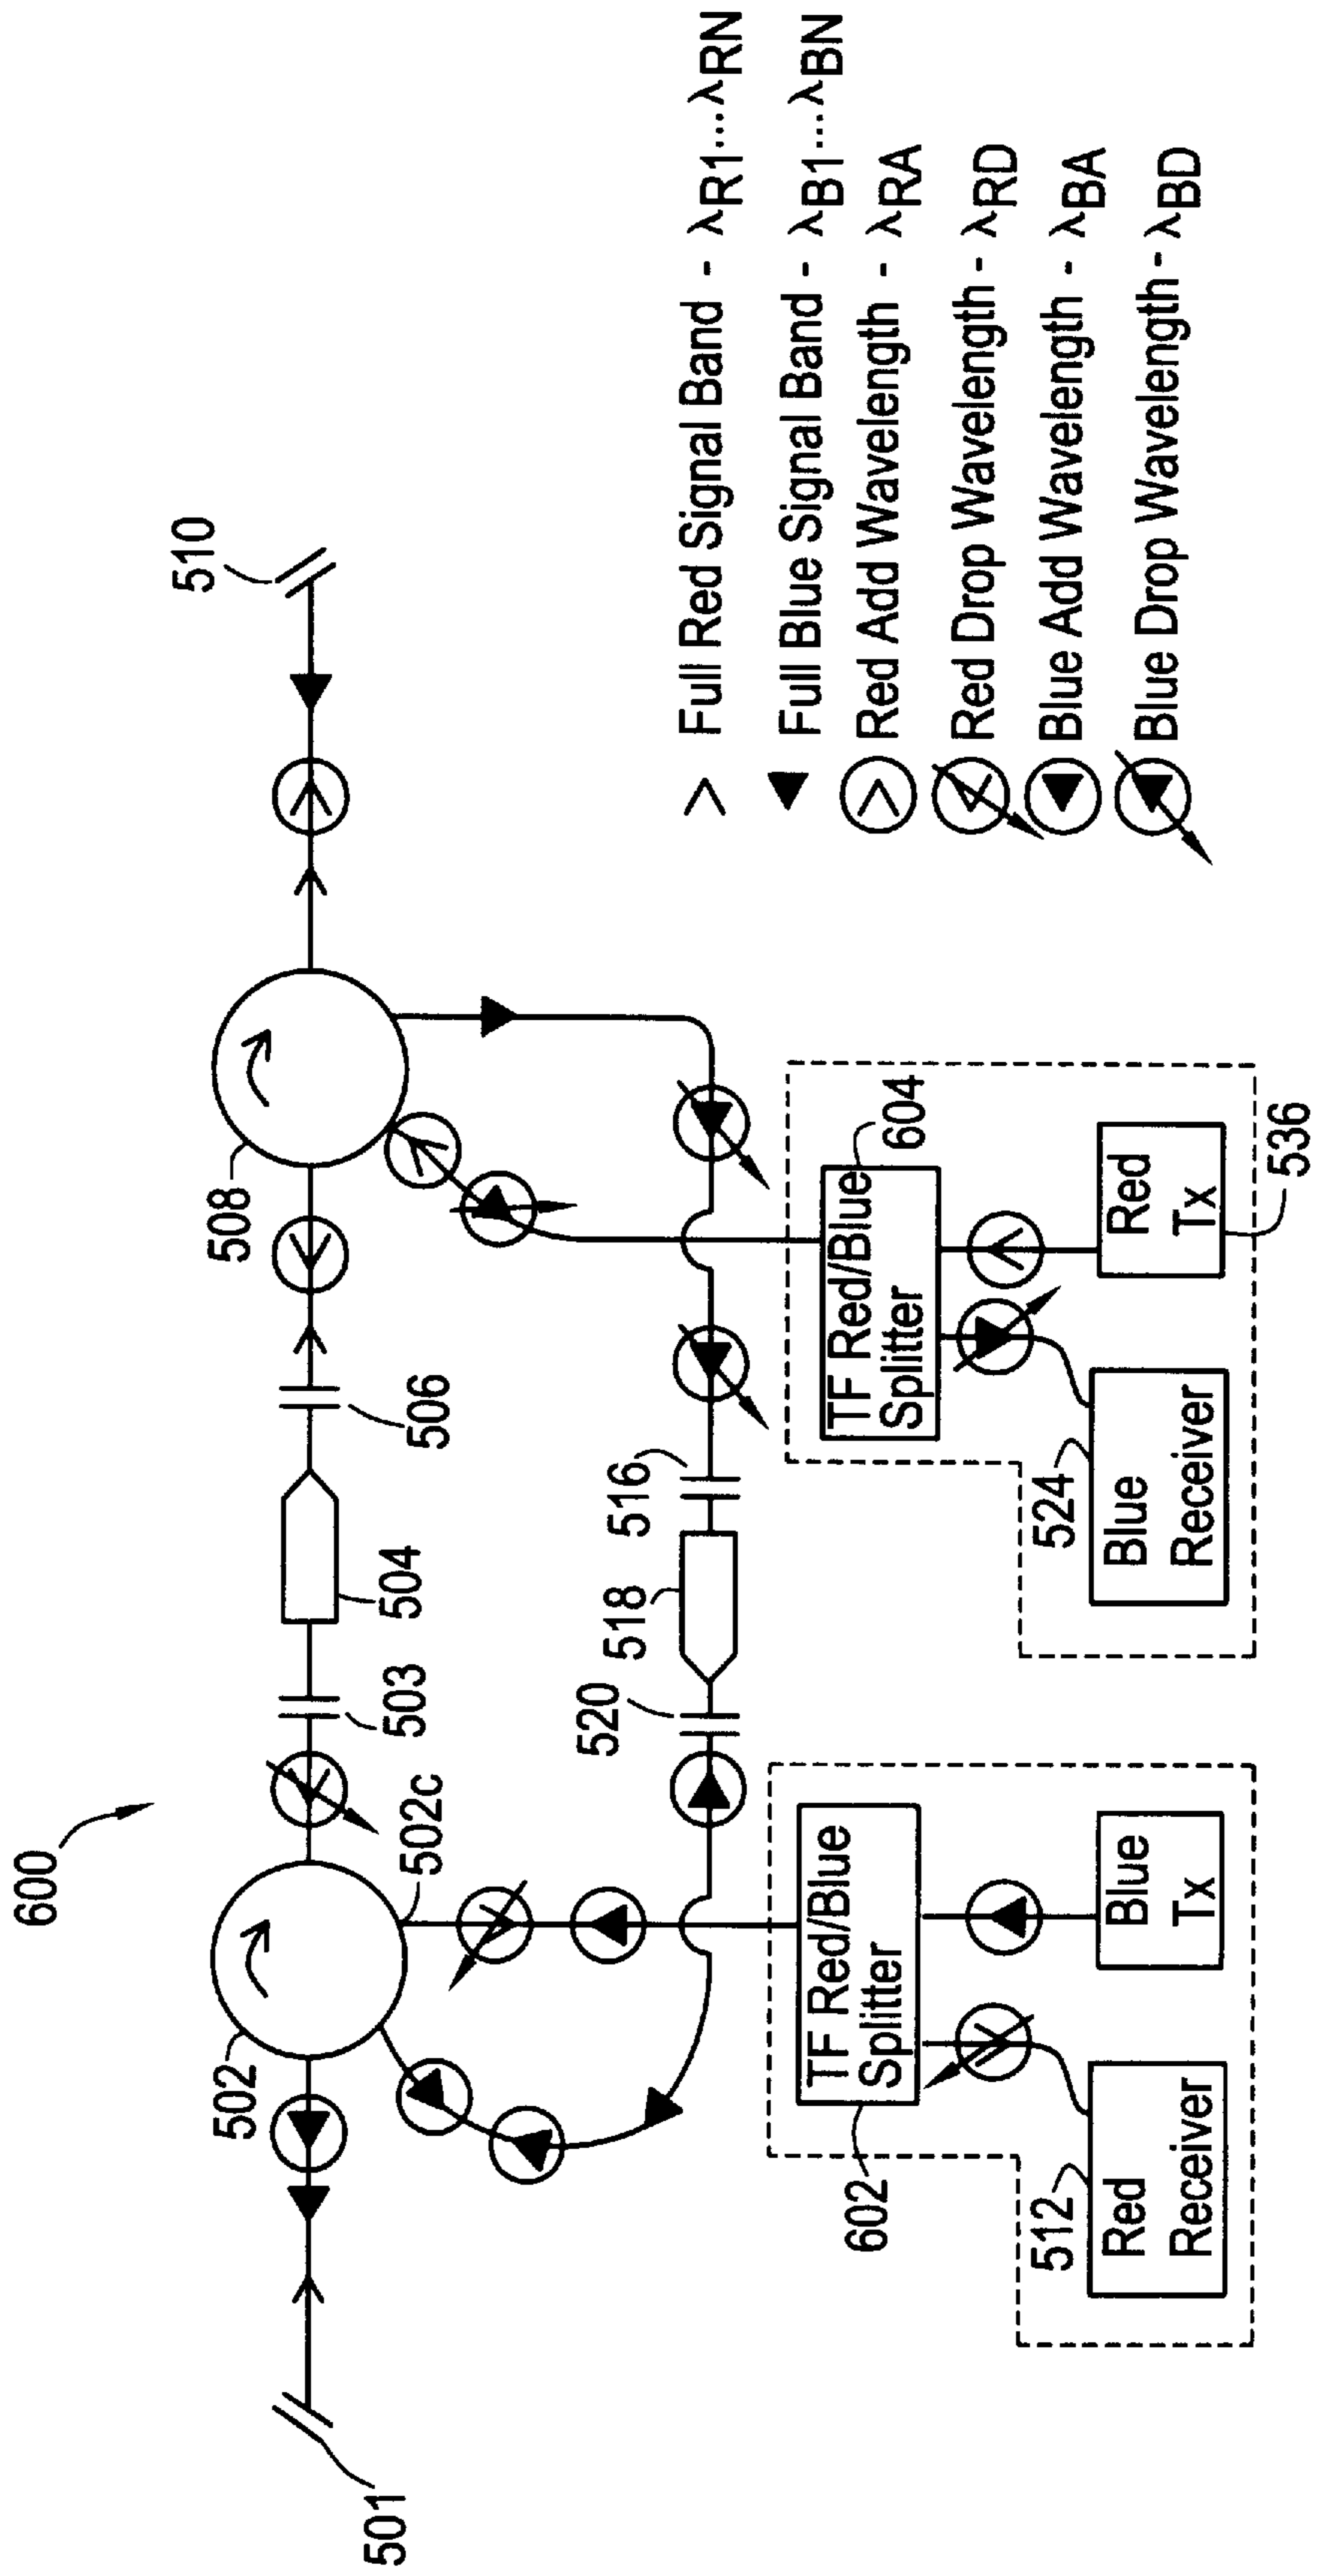 600
501
502
502c
503
504
506
508
510
520
518
516
602
TF Red/Blue
Splitter
512
Red
Receiver
Blue
Tx
604
TF Red/Blue
Splitter
524
Blue
Receiver
Red
Tx
536
> Full Red Signal Band - λR1...λRN
Full Blue Signal Band - λB1...λBN
Red Add Wavelength - λRA
Red Drop Wavelength - λRD
Blue Add Wavelength - λBA
Blue Drop Wavelength - λBD